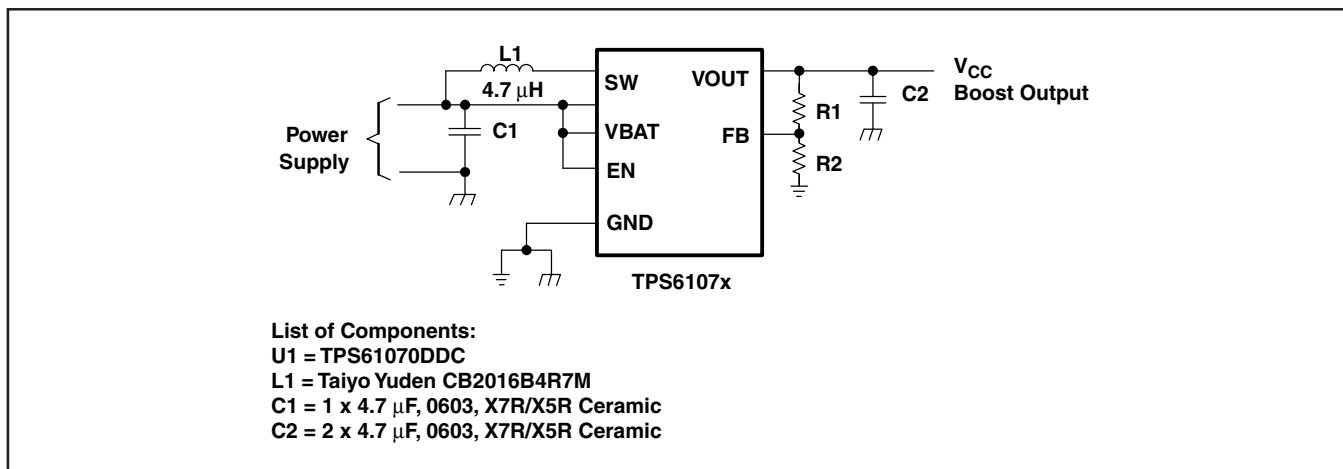 L1
4.7 μH
Power
Supply
C1
SW
VBAT
EN
GND
VOUT
FB
TPS6107x
R1
R2
C2
VCC
Boost Output
List of Components:
U1 = TPS61070DDC
L1 = Taiyo Yuden CB2016B4R7M
C1 = 1 x 4.7 μF, 0603, X7R/X5R Ceramic
C2 = 2 x 4.7 μF, 0603, X7R/X5R Ceramic